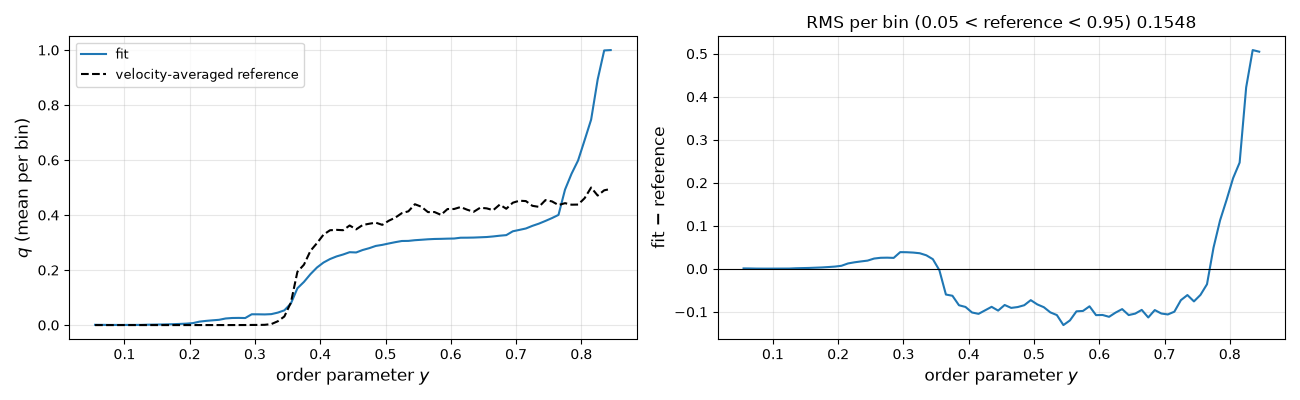 fit
velocity-averaged reference
q (mean per bin)
1.0
0.8
0.6
0.4
0.2
0.0
0.1 0.2 0.3 0.4 0.5 0.6 0.7 0.8
order parameter y
RMS per bin (0.05 < reference < 0.95) 0.1548
fit − reference
0.5
0.4
0.3
0.2
0.1
0.0
−0.1
0.1 0.2 0.3 0.4 0.5 0.6 0.7 0.8
order parameter y